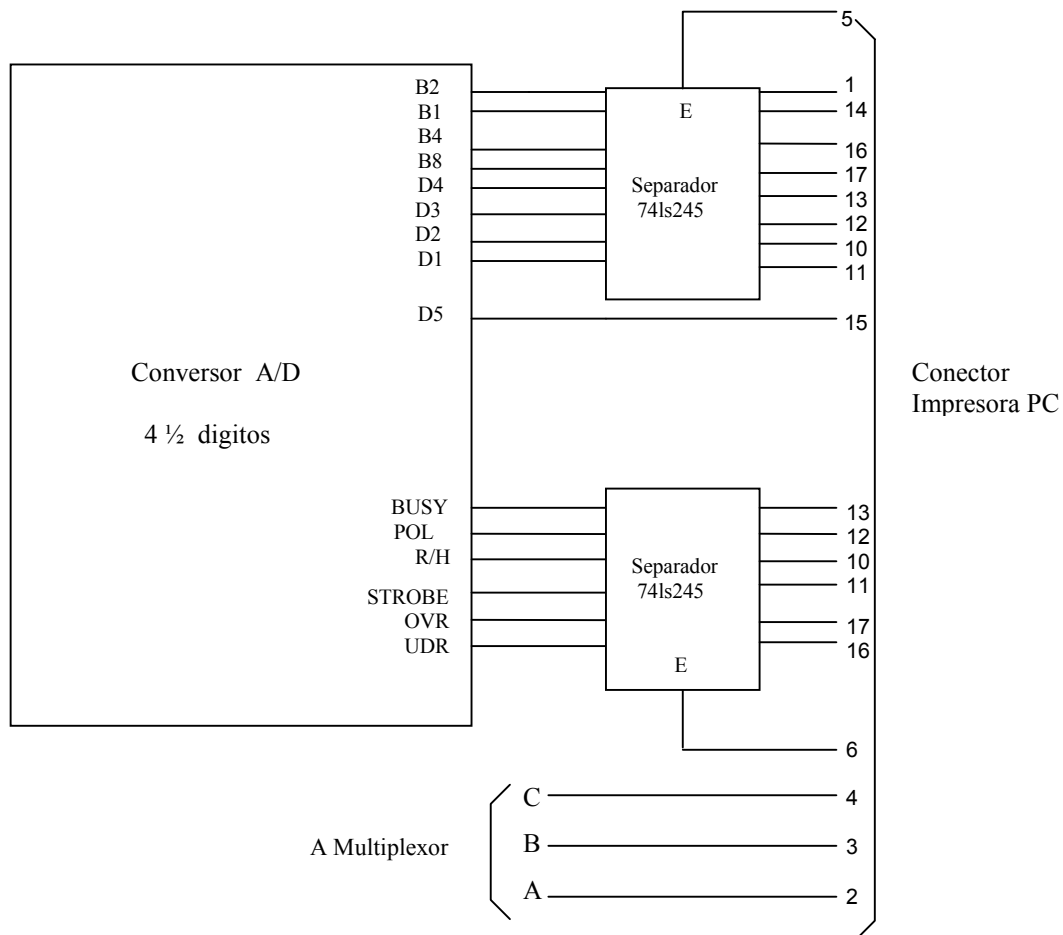 5
B2
1
B1
E
14
B4
16
B8
17
D4
Separador
74ls245
13
D3
12
D2
10
D1
11
D5
15
Conversor A/D
4 ½ digitos
Conector
Impresora PC
BUSY
13
POL
12
R/H
Separador
74ls245
10
11
STROBE
OVR
17
UDR
16
E
6
C
4
A Multiplexor
B
3
A
2